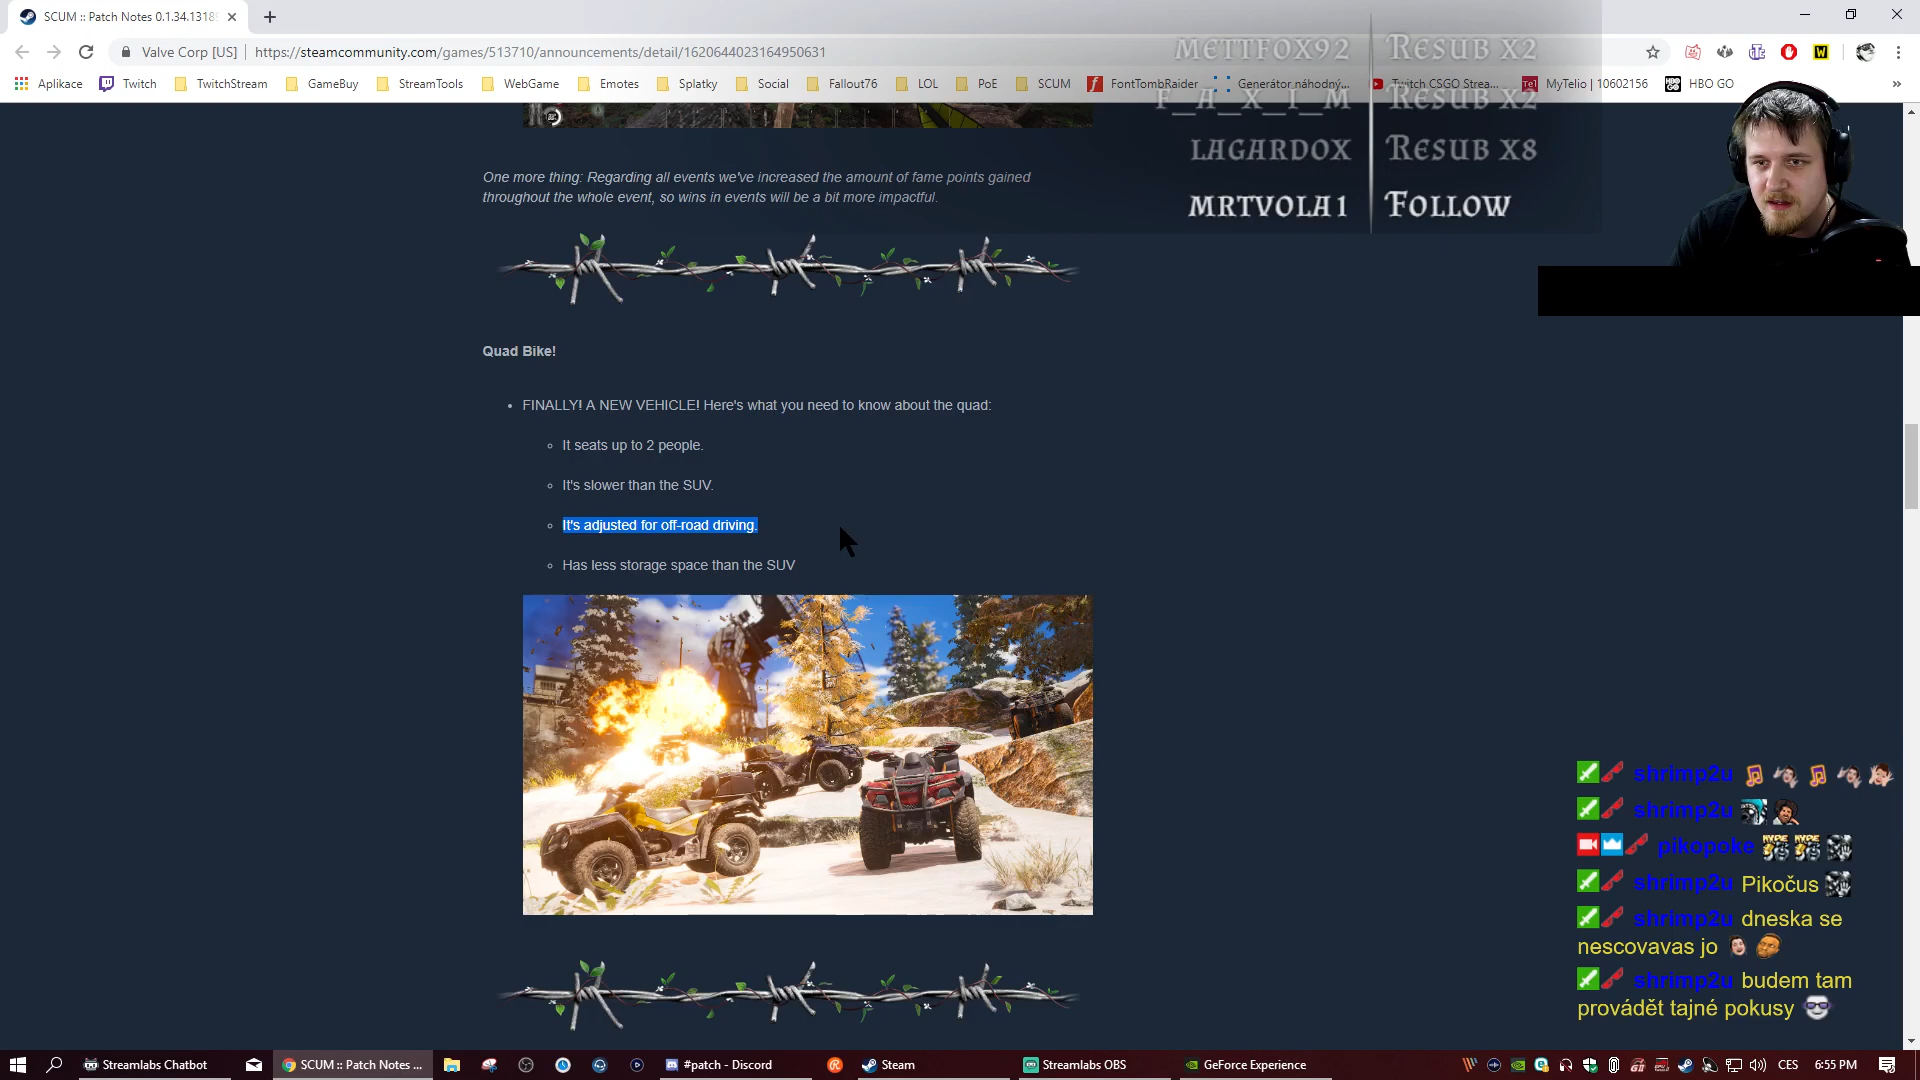 SCUM :: Patch Notes 0.1.34.1318
Valve Corp [US]
https://steamcommunity.com/games/513710/announcements/detail/1620644023164950631
Aplikace
Twitch
TwitchStream
GameBuy
StreamTools
WebGame
Emotes
Splatky
Social
Fallout76
LOL
PoE
SCUM
FontTombRaider
Generátor náhodný...
Twitch CSGO Strea...
MyTelio | 10602156
HBO GO
METTFOX92 RESUB X2
F_A_X_I_M RESUB X2
LAGARDOX RESUB X8
MRTVOLA1 FOLLOW
One more thing: Regarding all events we've increased the amount of fame points gained
throughout the whole event, so wins in events will be a bit more impactful.
Quad Bike!
FINALLY! A NEW VEHICLE! Here's what you need to know about the quad:
It seats up to 2 people.
It's slower than the SUV.
It's adjusted for off-road driving.
Has less storage space than the SUV
shrimp2u
shrimp2u
pikopoke
shrimp2u Pikočus
shrimp2u dneska se
nescovavas jo
shrimp2u budem tam
provádět tajné pokusy
Streamlabs Chatbot
SCUM :: Patch Notes ...
#patch - Discord
Steam
Streamlabs OBS
GeForce Experience
CES
6:55 PM